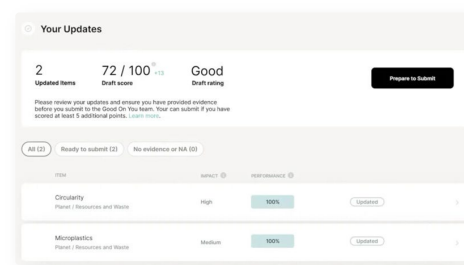 Your Updates
2
Updated Items
72 / 100 +13
Draft score
Good
Draft rating
Prepare to Submit
Please review your updates and ensure you have provided evidence
before you submit to the Good On You team. Your can submit if you have
scored at least 5 additional points. Learn more.
All (2)
Ready to submit (2)
No evidence or NA (0)
ITEM
IMPACT
PERFORMANCE
Circularity
Planet / Resources and Waste
High
100%
Updated
Microplastics
Planet / Resources and Waste
Medium
100%
Updated